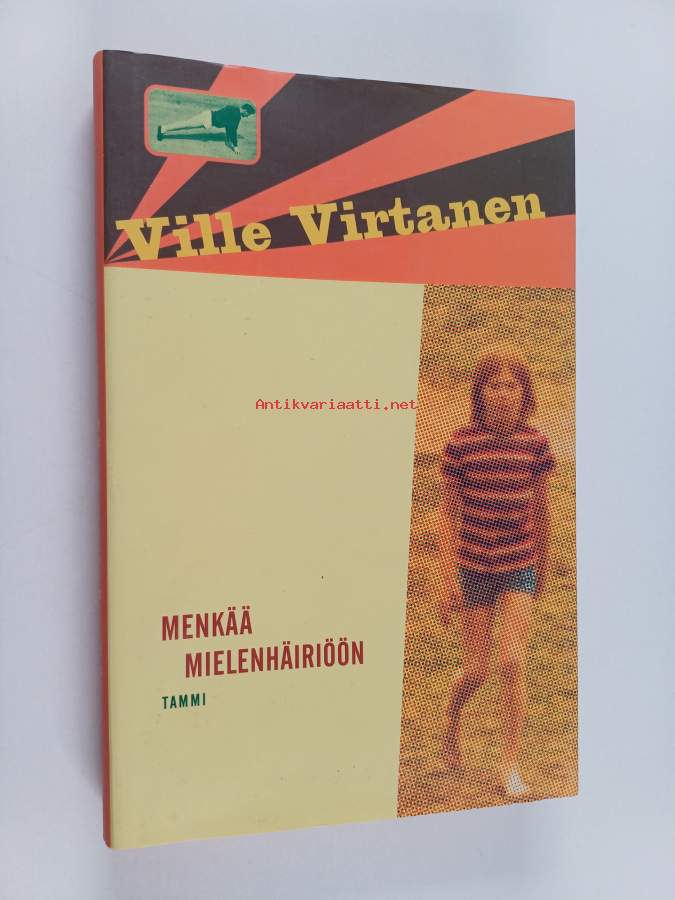 Ville Virtanen
Antikvariaatti.net
MENKÄÄ
MIELENHÄIRIÖÖN
TAMMI